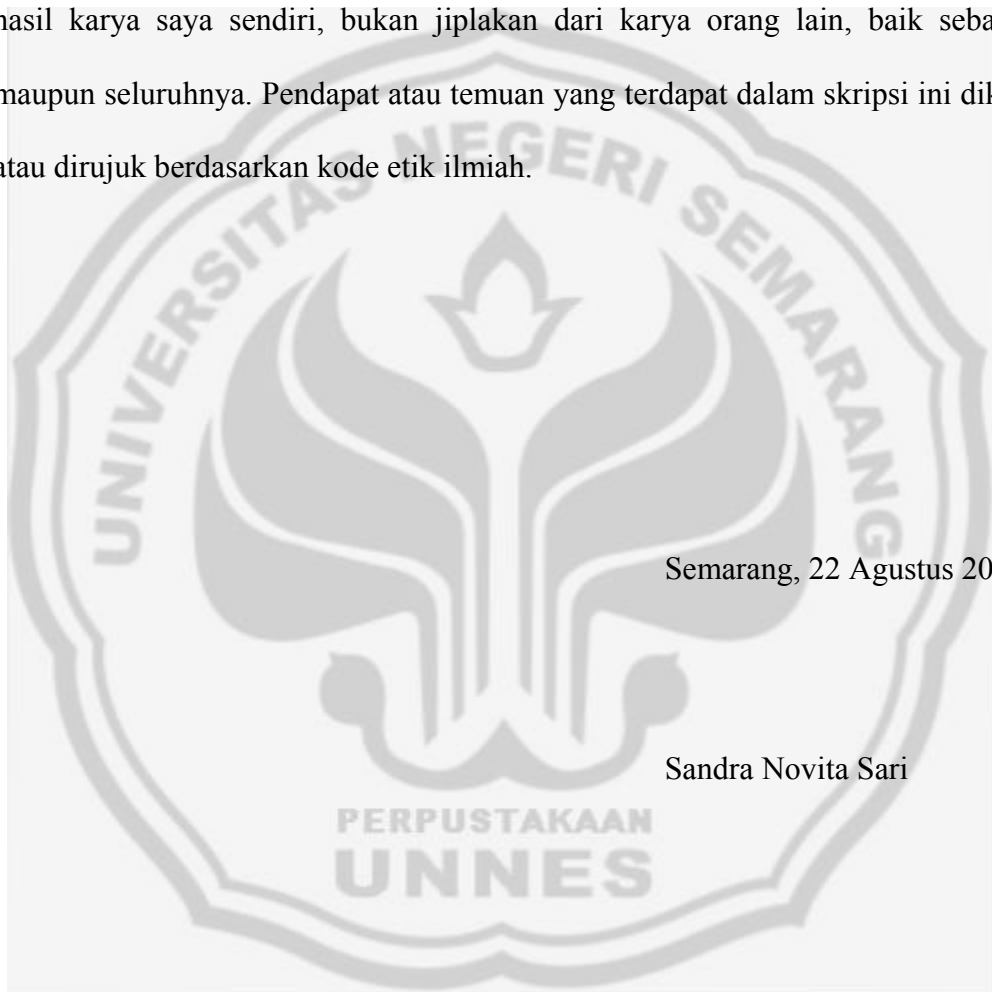 hasil karya saya sendiri, bukan jiplakan dari karya orang lain, baik seba
maupun seluruhnya. Pendapat atau temuan yang terdapat dalam skripsi ini dik
atau dirujuk berdasarkan kode etik ilmiah.
UNIVERSITAS NEGERI SEMARANG
Semarang, 22 Agustus 20
Sandra Novita Sari
PERPUSTAKAAN
UNNES